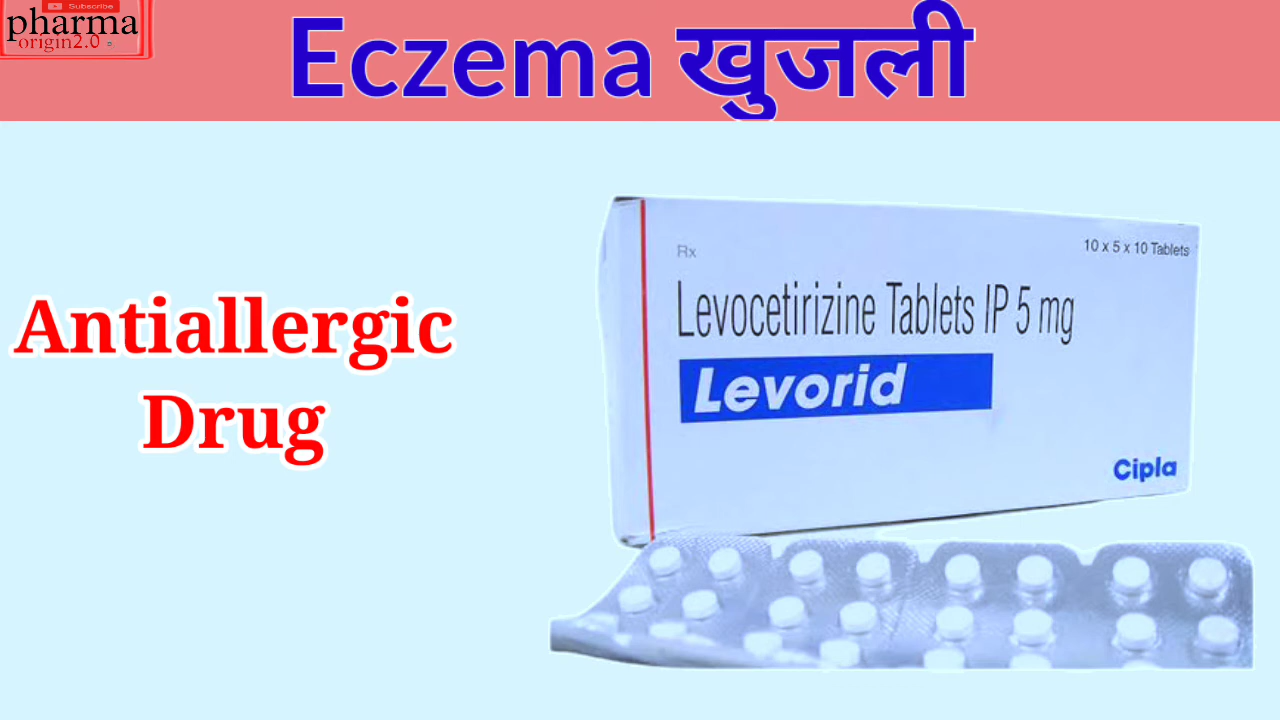 Subscribe
pharma
origin2.0
Eczema खुजली
Antiallergic
Drug
Rx
10 x 5 x 10 Tablets
Levocetirizine Tablets IP 5 mg
Levorid
Cipla